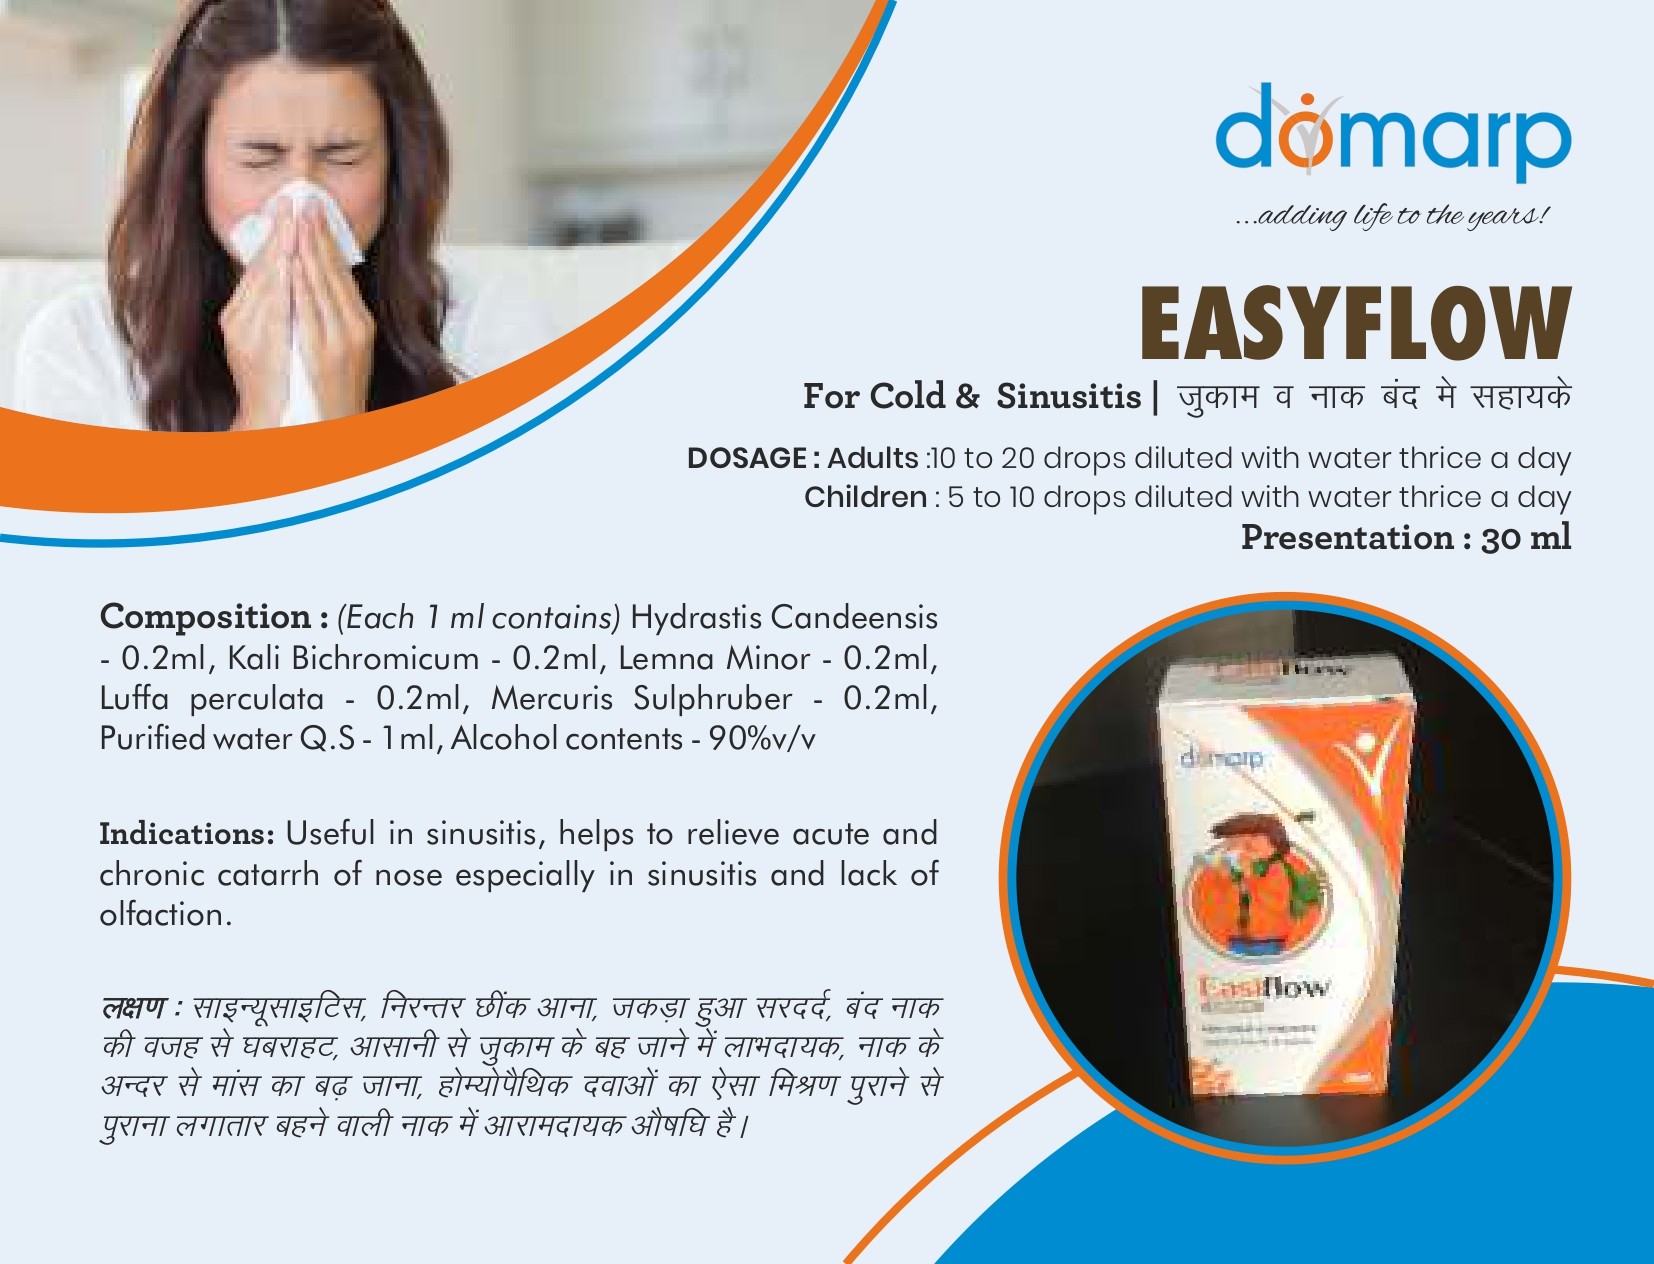 domarp
...adding life to the years!
EASYFLOW
For Cold & Sinusitis | जुकाम व नाक बंद मे सहायके
DOSAGE : Adults :10 to 20 drops diluted with water thrice a day
Children : 5 to 10 drops diluted with water thrice a day
Presentation : 30 ml
Composition : (Each 1 ml contains) Hydrastis Candeensis
- 0.2ml, Kali Bichromicum - 0.2ml, Lemna Minor - 0.2ml,
Luffa perculata - 0.2ml, Mercuris Sulphruber - 0.2ml,
Purified water Q.S - 1ml, Alcohol contents - 90%v/v
Indications: Useful in sinusitis, helps to relieve acute and
chronic catarrh of nose especially in sinusitis and lack of
olfaction.
लक्षण : साइन्यूसाइटिस, निरन्तर छींक आना, जकड़ा हुआ सरदर्द, बंद नाक
की वजह से घबराहट, आसानी से जुकाम के बह जाने में लाभदायक, नाक के
अन्दर से मांस का बढ़ जाना, होम्योपैथिक दवाओं का ऐसा मिश्रण पुराने से
पुराना लगातार बहने वाली नाक में आरामदायक औषघि है।
Easiflow
domarp
Easiflow